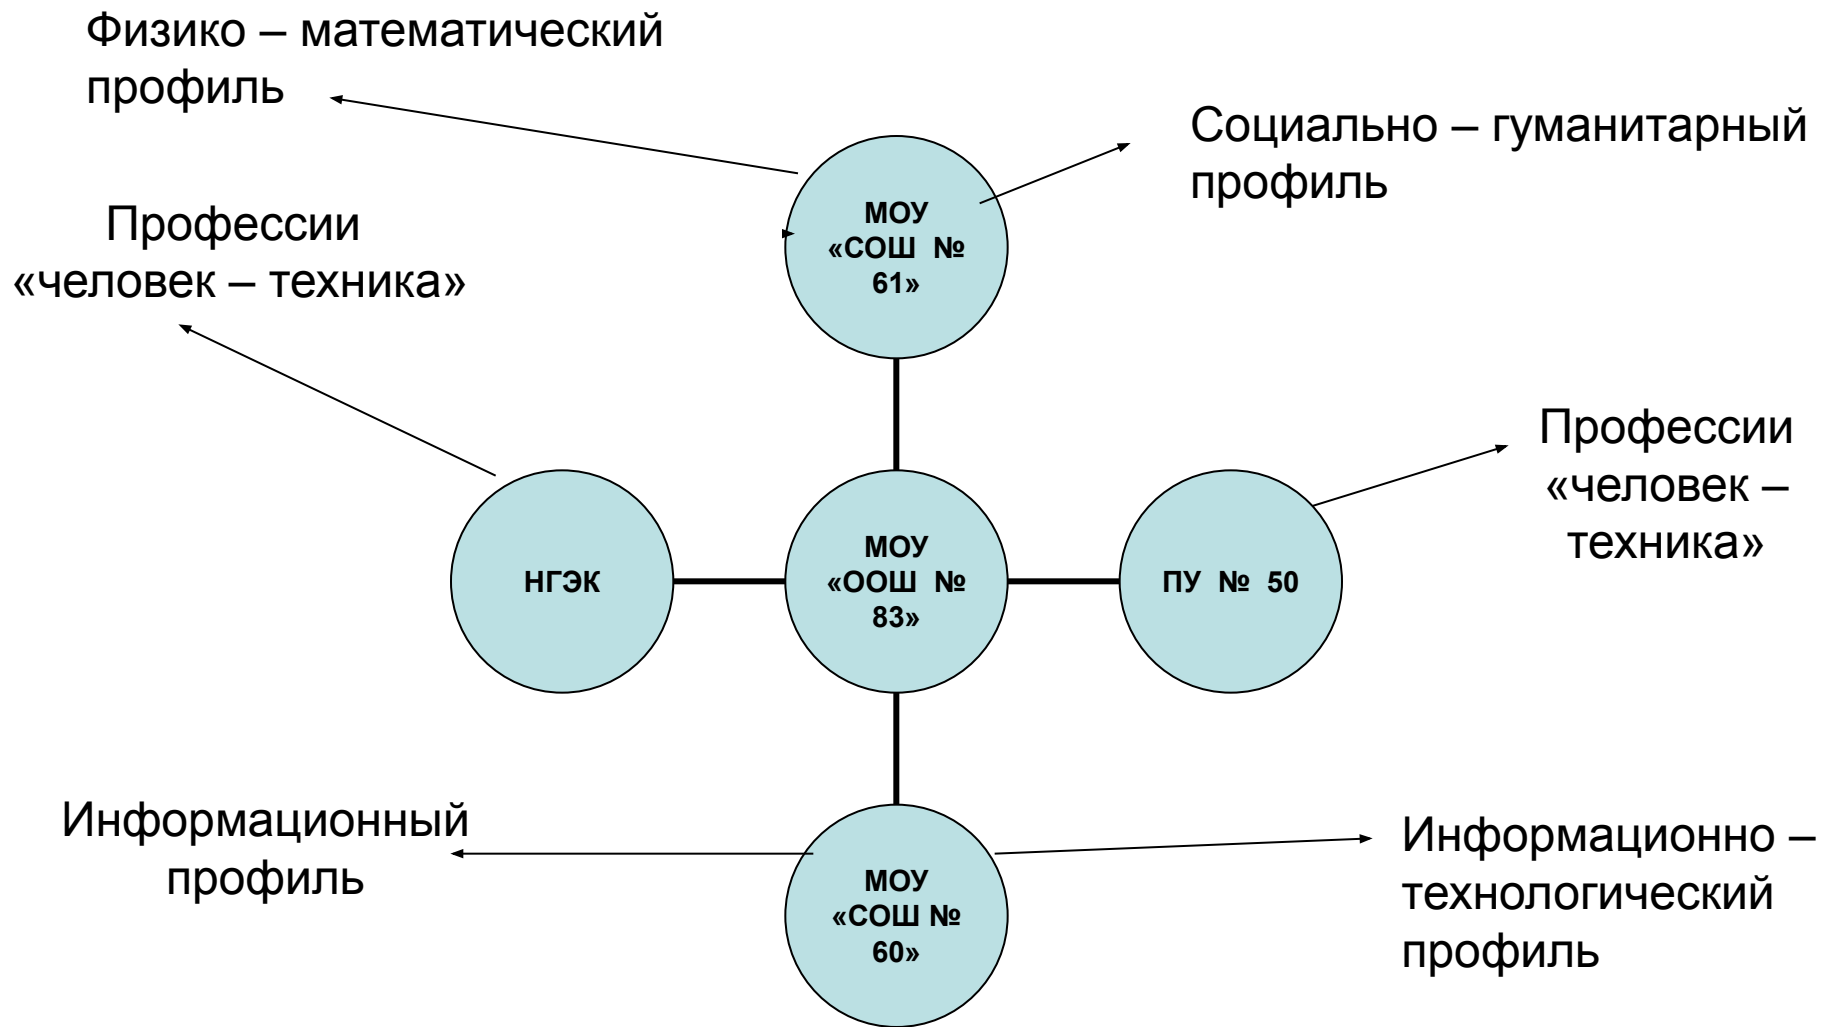 Физико – математический
профиль
Социально – гуманитарный
профиль
МОУ
«СОШ № 
61»
Профессии
«человек – техника»
Профессии
«человек –
техника»
НГЭК
МОУ
«ООШ №
83»
ПУ № 50
Информационный
профиль
МОУ
«СОШ №
60»
Информационно –
технологический
профиль